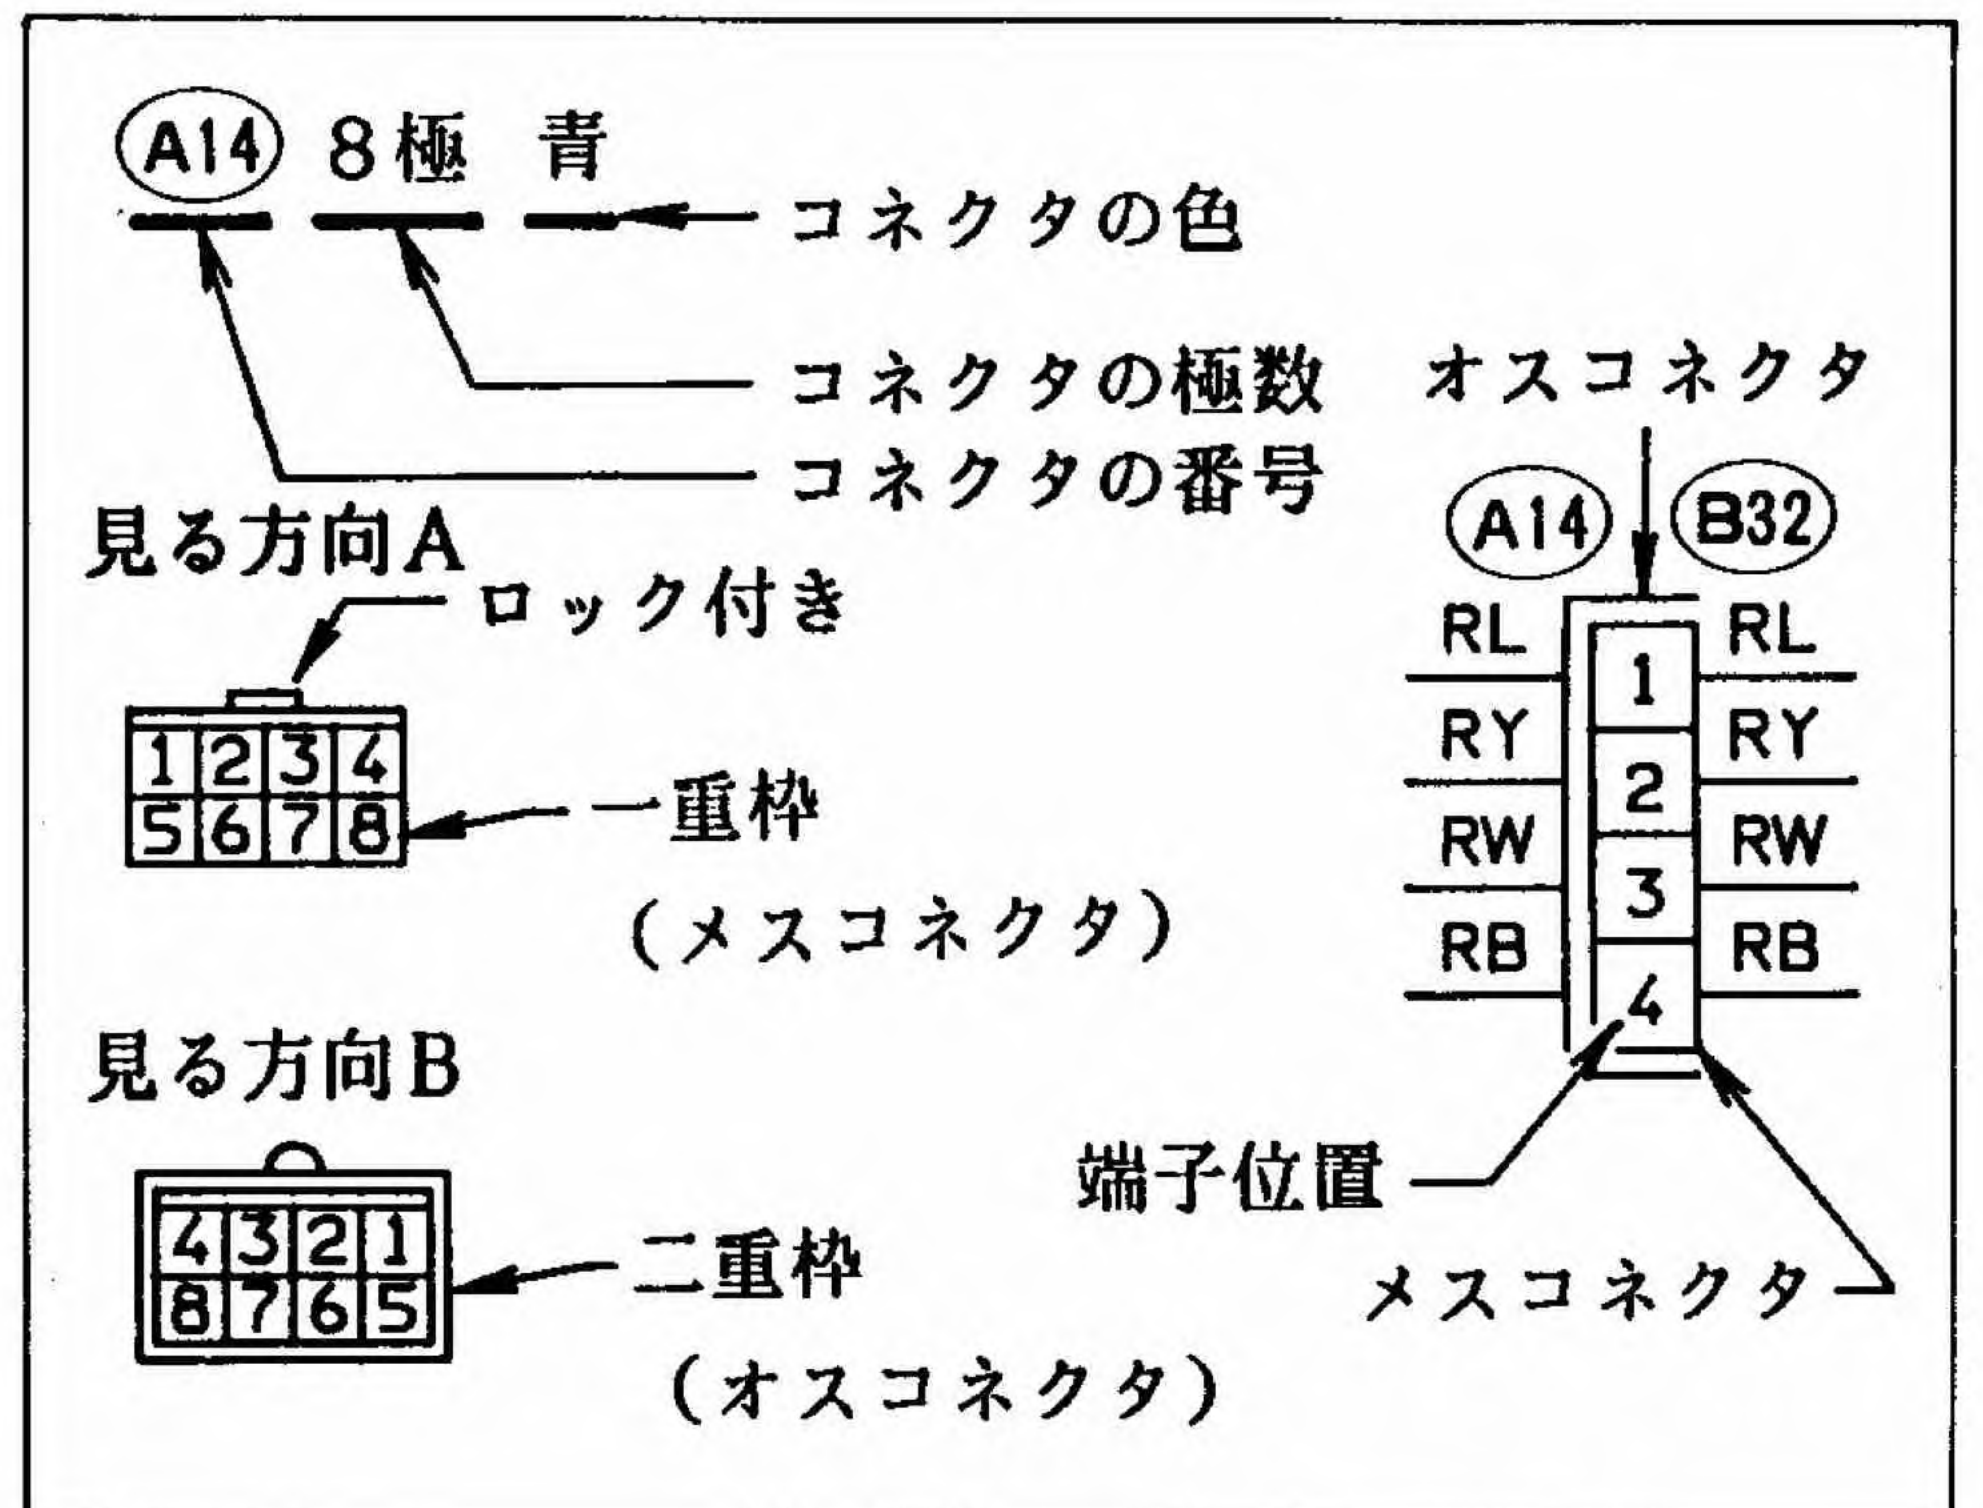 A14 8極 青
コネクタの色
コネクタの極数
コネクタの番号
見る方向A
ロック付き
1 2 3 4
5 6 7 8
一重枠
(メスコネクタ)
見る方向B
4 3 2 1
8 7 6 5
二重枠
(オスコネクタ)
オスコネクタ
A14 B32
RL 1 RL
RY 2 RY
RW 3 RW
RB 4 RB
端子位置
メスコネクタ